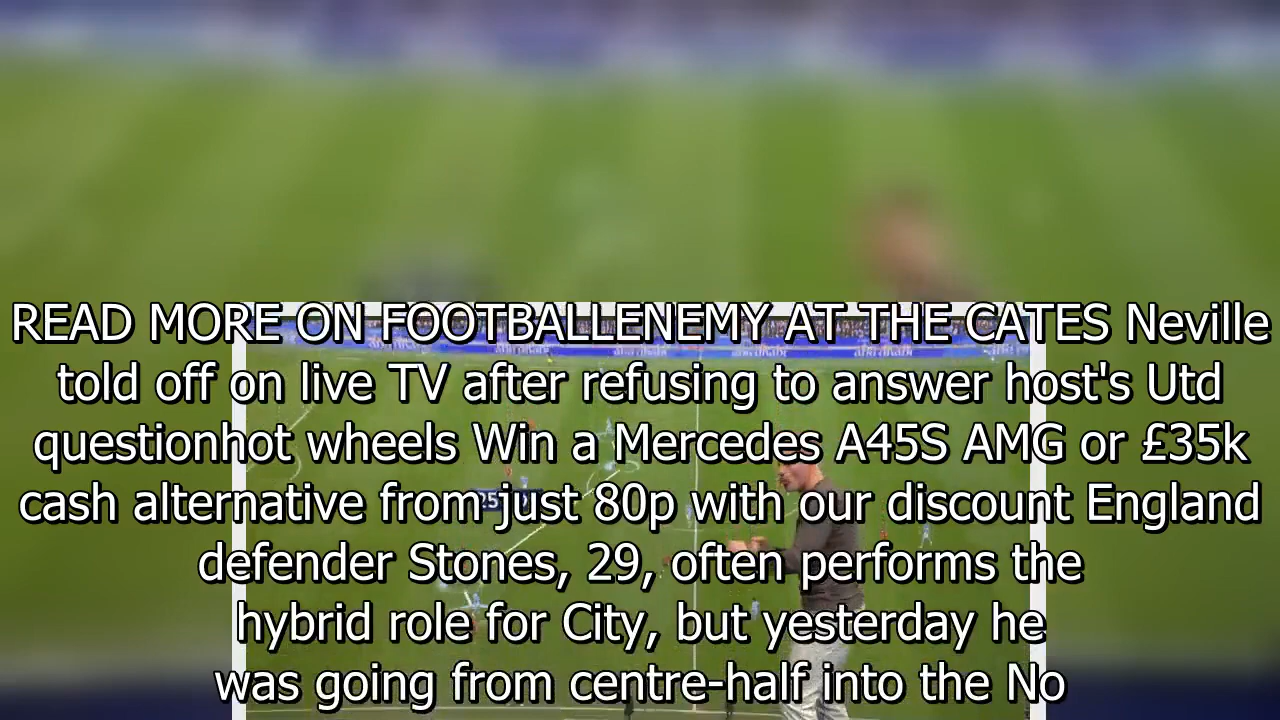 READ MORE ON FOOTBALLENEMY AT THE CATES Neville
told off on live TV after refusing to answer host's Utd
questionhot wheels Win a Mercedes A45S AMG or £35k
cash alternative from just 80p with our discount England
defender Stones, 29, often performs the
hybrid role for City, but yesterday he
was going from centre-half into the No